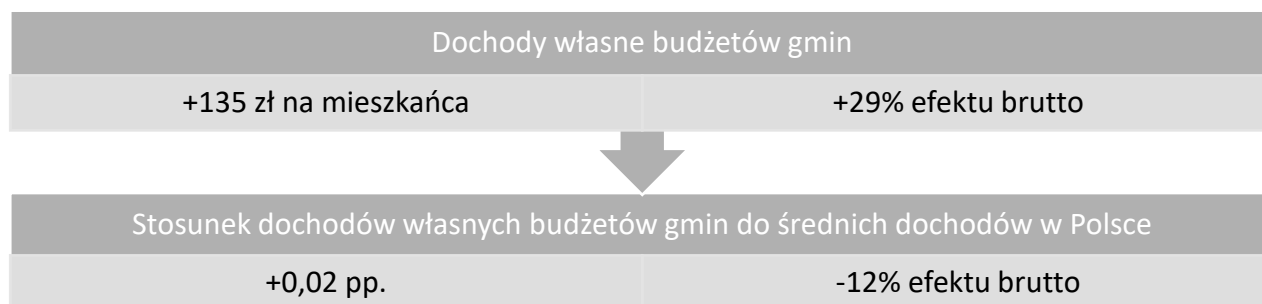 Dochody własne budżetów gmin
+135 zł na mieszkańca +29% efektu brutto
Stosunek dochodów własnych budżetów gmin do średnich dochodów w Polsce
+0,02 pp. -12% efektu brutto